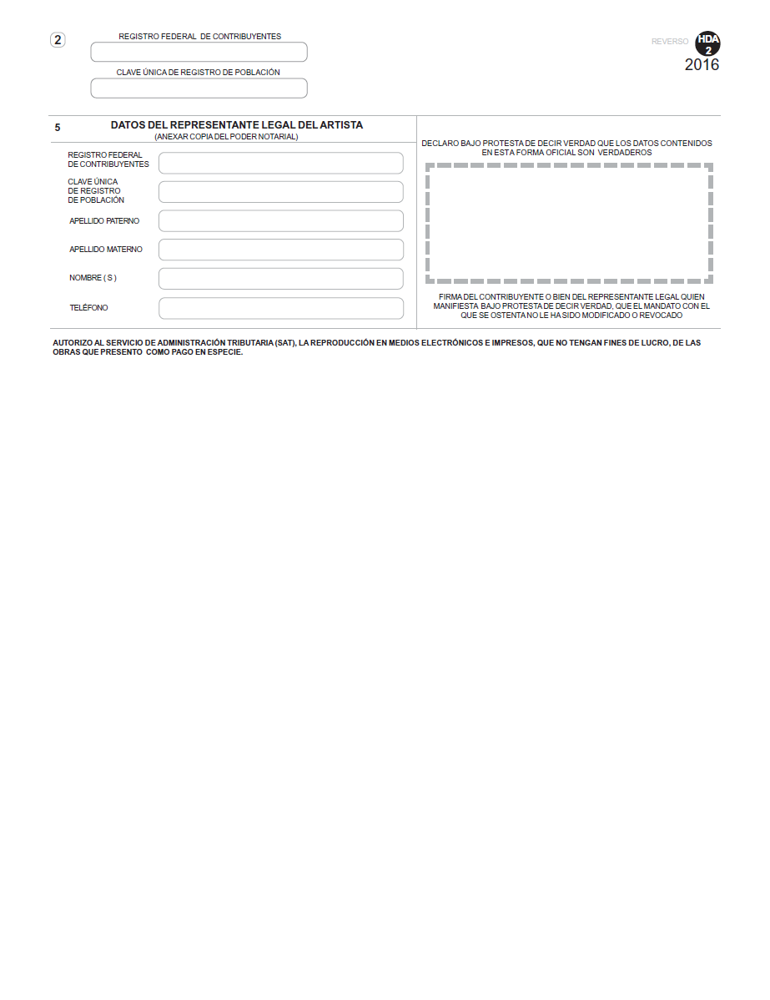 2
REGISTRO FEDERAL DE CONTRIBUYENTES
CLAVE ÚNICA DE REGISTRO DE POBLACIÓN
REVERSO
HDA
2
2016
5
DATOS DEL REPRESENTANTE LEGAL DEL ARTISTA
(ANEXAR COPIA DEL PODER NOTARIAL)
REGISTRO FEDERAL
DE CONTRIBUYENTES
CLAVE ÚNICA
DE REGISTRO
DE POBLACIÓN
APELLIDO PATERNO
APELLIDO MATERNO
NOMBRE ( S )
TELÉFONO
DECLARO BAJO PROTESTA DE DECIR VERDAD QUE LOS DATOS CONTENIDOS
EN ESTA FORMA OFICIAL SON VERDADEROS
FIRMA DEL CONTRIBUYENTE O BIEN DEL REPRESENTANTE LEGAL QUIEN
MANIFIESTA BAJO PROTESTA DE DECIR VERDAD, QUE EL MANDATO CON EL
QUE SE OSTENTA NO LE HA SIDO MODIFICADO O REVOCADO
AUTORIZO AL SERVICIO DE ADMINISTRACIÓN TRIBUTARIA (SAT), LA REPRODUCCIÓN EN MEDIOS ELECTRÓNICOS E IMPRESOS, QUE NO TENGAN FINES DE LUCRO, DE LAS
OBRAS QUE PRESENTO COMO PAGO EN ESPECIE.